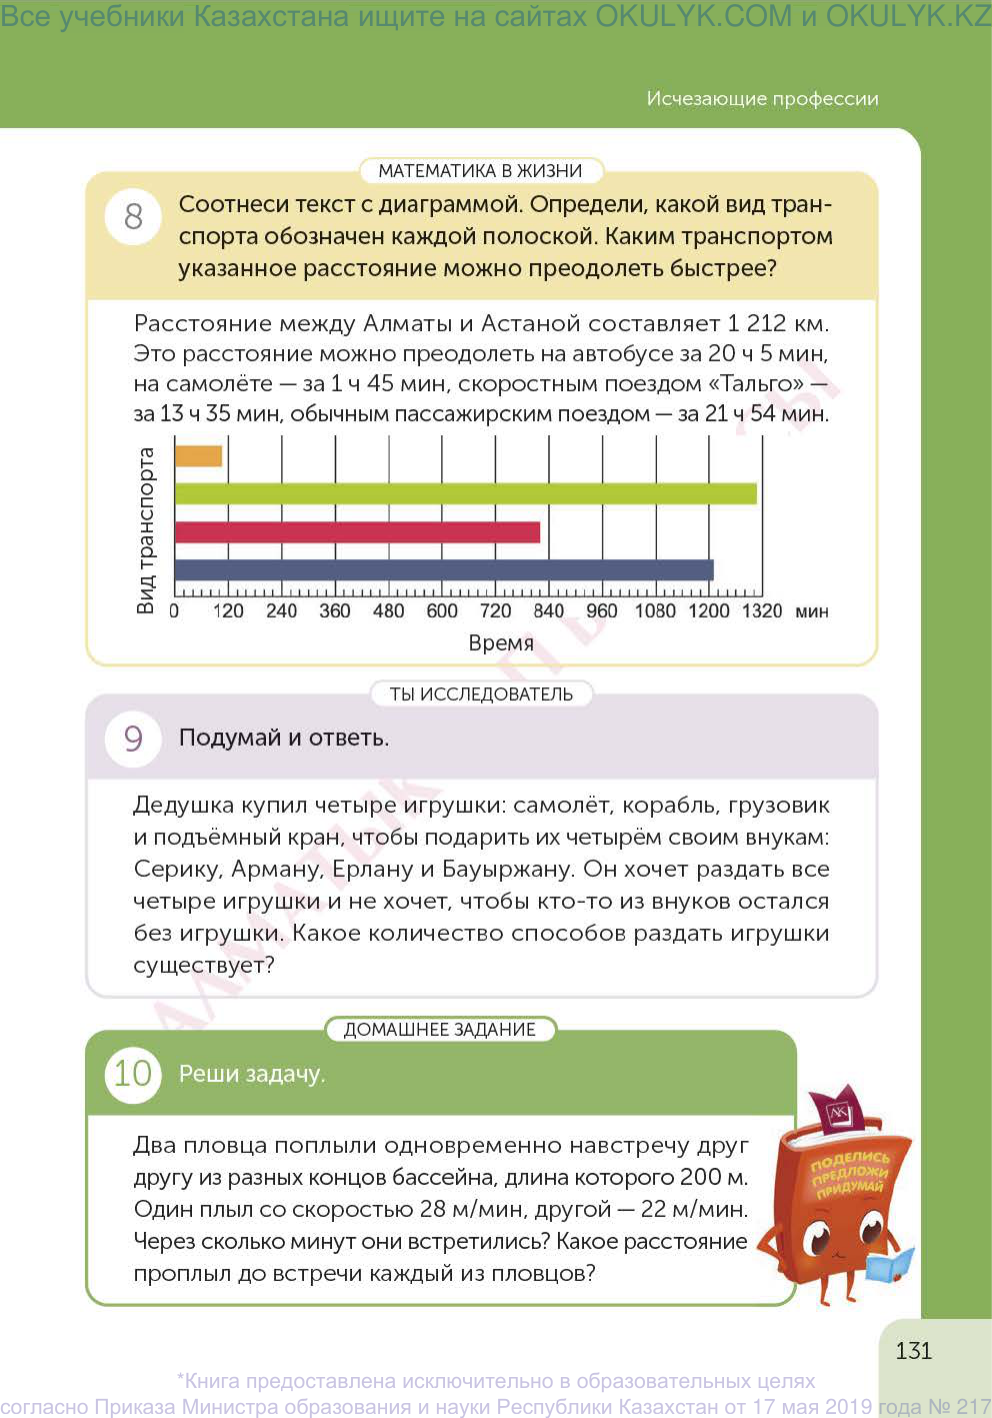 Все учебники Казахстана ищите на сайтах OKULYK.COM и OKULYK.KZ
Исчезающие профессии
МАТЕМАТИКА В ЖИЗНИ
8
Соотнеси текст с диаграммой. Определи, какой вид тран-
спорта обозначен каждой полоской. Каким транспортом
указанное расстояние можно преодолеть быстрее?
Расстояние между Алматы и Астаной составляет 1 212 км.
Это расстояние можно преодолеть на автобусе за 20 ч 5 мин,
на самолёте — за 1 ч 45 мин, скоростным поездом «Тальго» —
за 13 ч 35 мин, обычным пассажирским поездом — за 21 ч 54 мин.
Вид транспорта
0 120 240 360 480 600 720 840 960 1080 1200 1320 мин
Время
ТЫ ИССЛЕДОВАТЕЛЬ
9
Подумай и ответь.
Дедушка купил четыре игрушки: самолёт, корабль, грузовик
и подъёмный кран, чтобы подарить их четырём своим внукам:
Серику, Арману, Ерлану и Бауыржану. Он хочет раздать все
четыре игрушки и не хочет, чтобы кто-то из внуков остался
без игрушки. Какое количество способов раздать игрушки
существует?
ДОМАШНЕЕ ЗАДАНИЕ
10
Реши задачу.
Два пловца поплыли одновременно навстречу друг
другу из разных концов бассейна, длина которого 200 м.
Один плыл со скоростью 28 м/мин, другой — 22 м/мин.
Через сколько минут они встретились? Какое расстояние
проплыл до встречи каждый из пловцов?
АК
ПОДЕЛИСЬ
ПРЕДЛОЖИ
ПРИДУМАЙ
131
*Книга предоставлена исключительно в образовательных целях
согласно Приказа Министра образования и науки Республики Казахстан от 17 мая 2019 года № 217